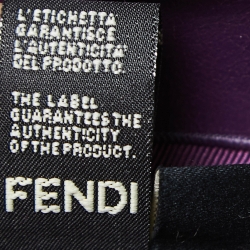 L'ETICHETTA
GARANTISCE
L'AUTENTICITA'
DEL PRODOTTO.
THE LABEL
GUARANTEES THE
AUTHENTICITY
OF THE PRODUCT.
FENDI